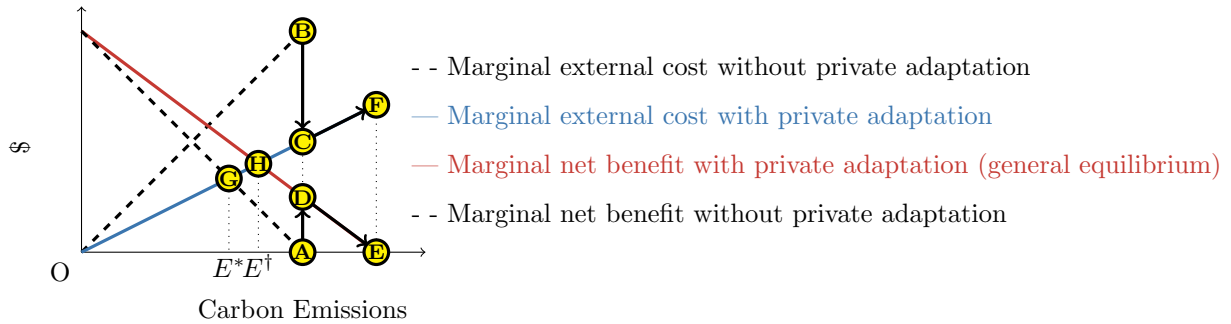 B
- - Marginal external cost without private adaptation
F
— Marginal external cost with private adaptation
$
C
H
— Marginal net benefit with private adaptation (general equilibrium)
G
D
- - Marginal net benefit without private adaptation
A
E
O
E* E†
Carbon Emissions